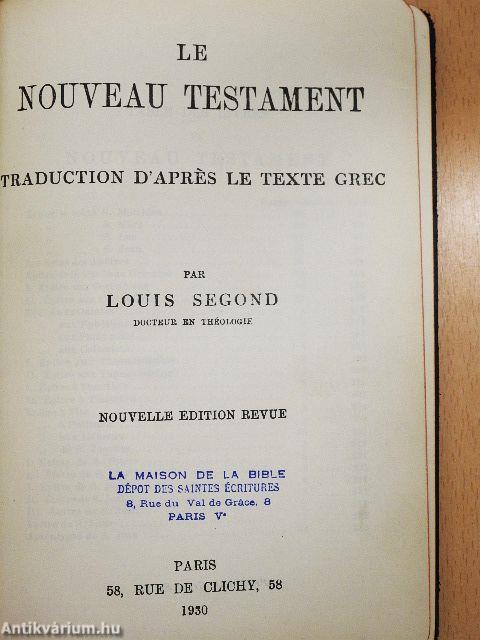 LE
NOUVEAU TESTAMENT
TRADUCTION D'APRÈS LE TEXTE GREC
PAR
LOUIS SEGOND
DOCTEUR EN THÉOLOGIE
NOUVELLE EDITION REVUE
LA MAISON DE LA BIBLE
DÉPOT DES SAINTES ÉCRITURES
8, Rue du Val de Grâce, 8
PARIS Vᵉ
PARIS
58, RUE DE CLICHY, 58
1930
Antikvárium.hu